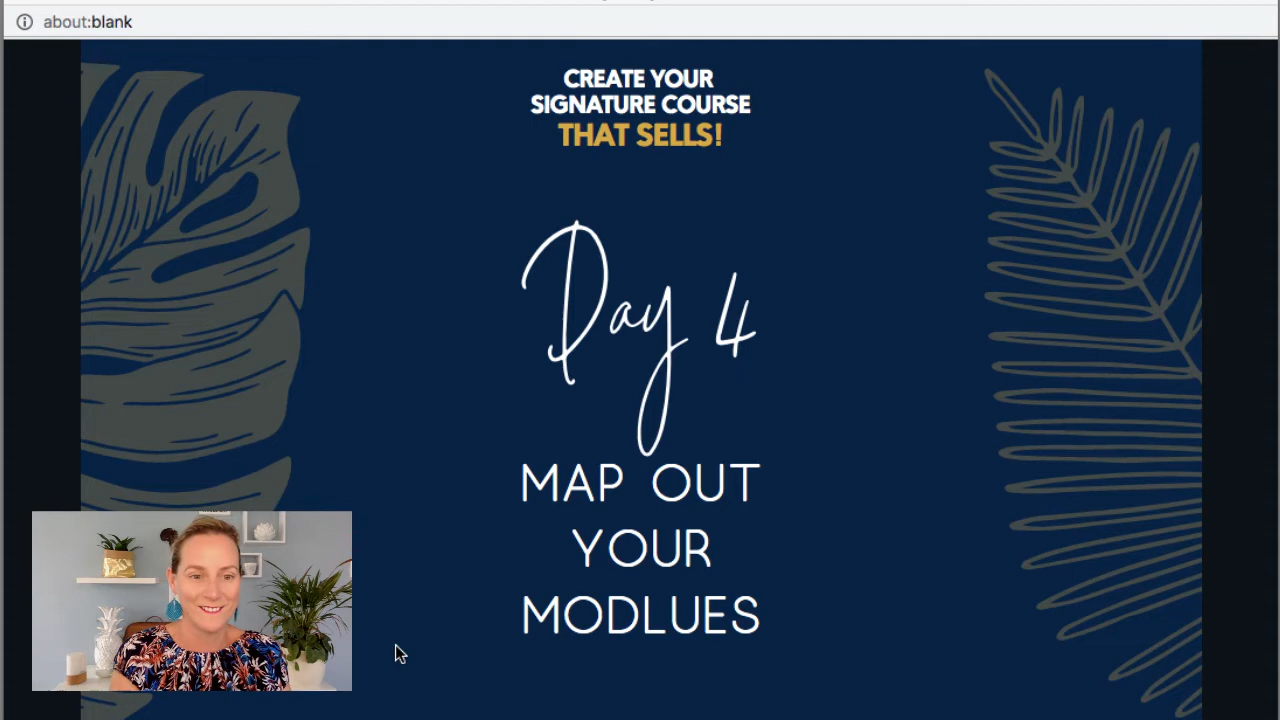 about:blank
CREATE YOUR
SIGNATURE COURSE
THAT SELLS!
Day 4
MAP OUT
YOUR
MODLUES